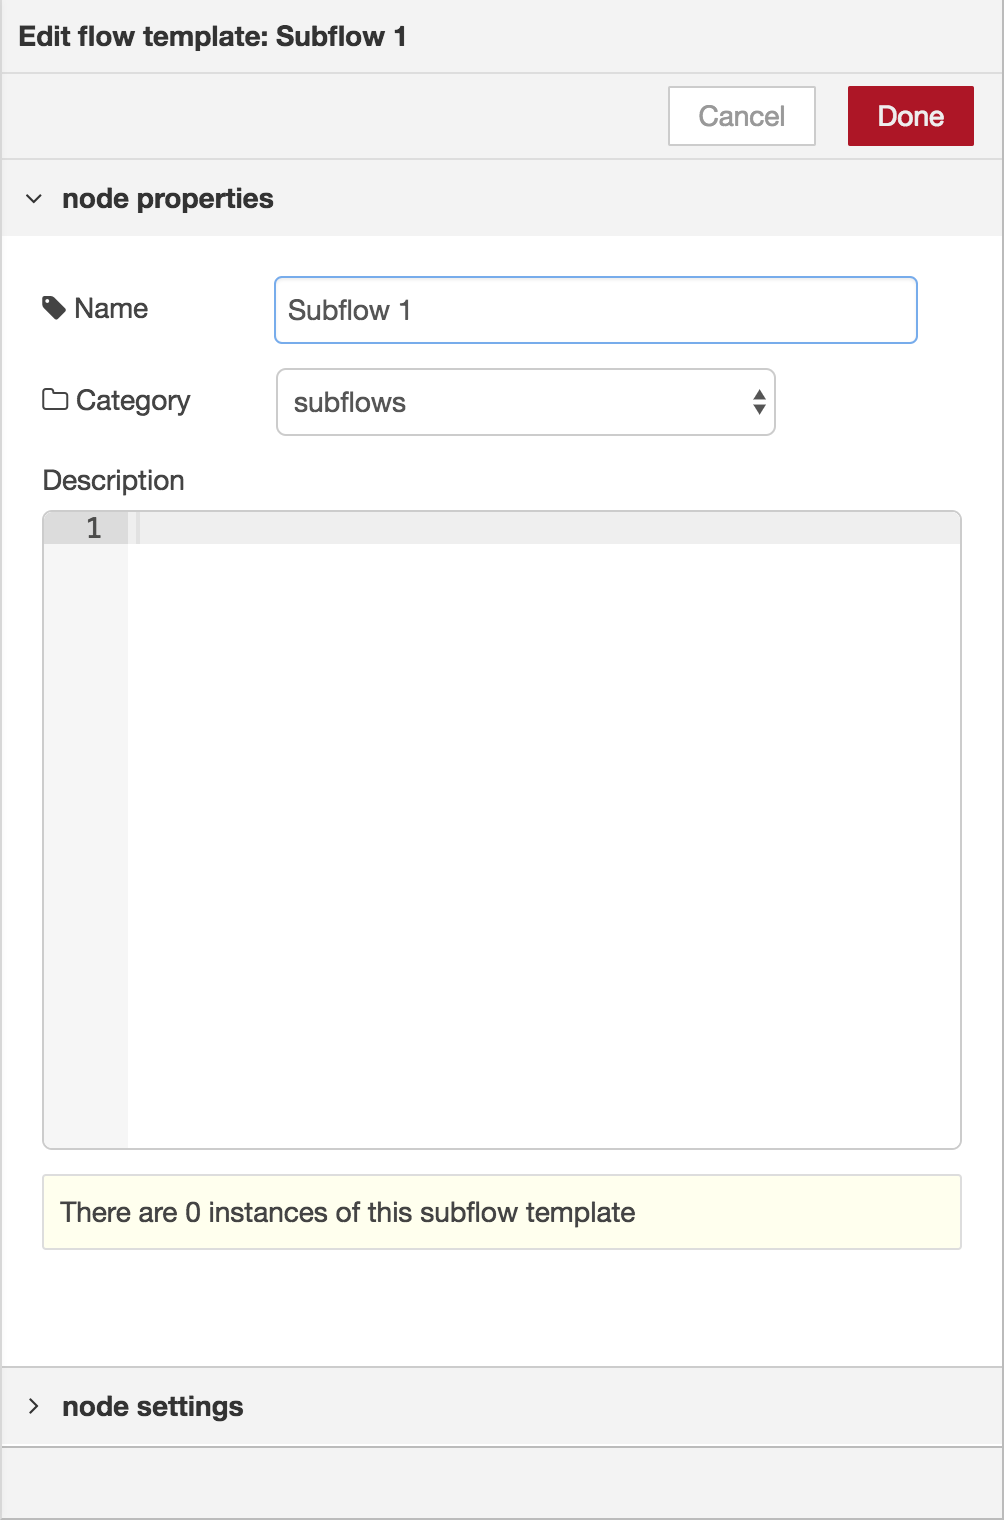 Edit flow template: Subflow 1
Cancel Done
node properties
Name Subflow 1
Category subflows
Description
1
There are 0 instances of this subflow template
node settings